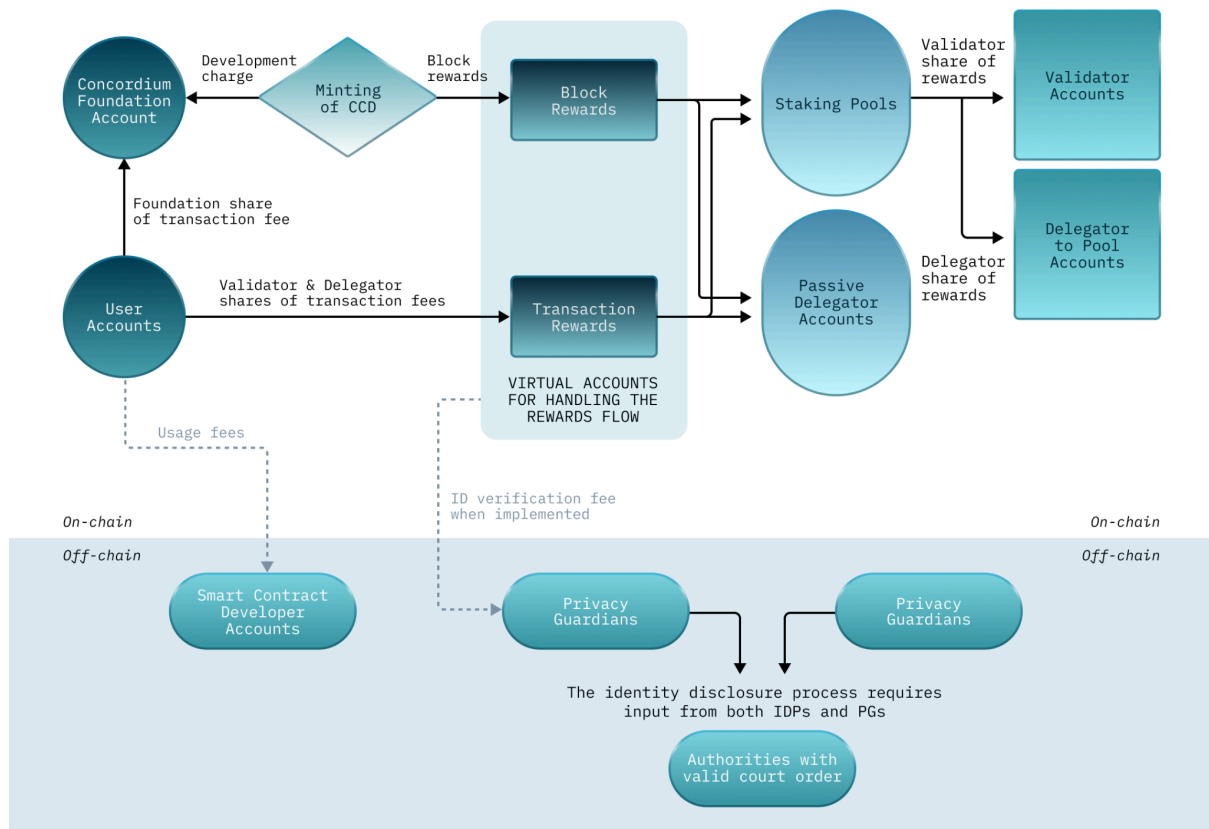 Concordium
Foundation
Account
Development
charge
Minting
of CCD
Block
rewards
Block
Rewards
Staking Pools
Validator
share of
rewards
Validator
Accounts
Foundation share
of transaction fee
User
Accounts
Validator & Delegator
shares of transaction fees
Transaction
Rewards
Passive
Delegator
Accounts
Delegator
share of
rewards
Delegator
to Pool
Accounts
VIRTUAL ACCOUNTS
FOR HANDLING THE
REWARDS FLOW
Usage fees
ID verification fee
when implemented
On-chain
On-chain
Off-chain
Off-chain
Smart Contract
Developer
Accounts
Privacy
Guardians
Privacy
Guardians
The identity disclosure process requires
input from both IDPs and PGs
Authorities with
valid court order